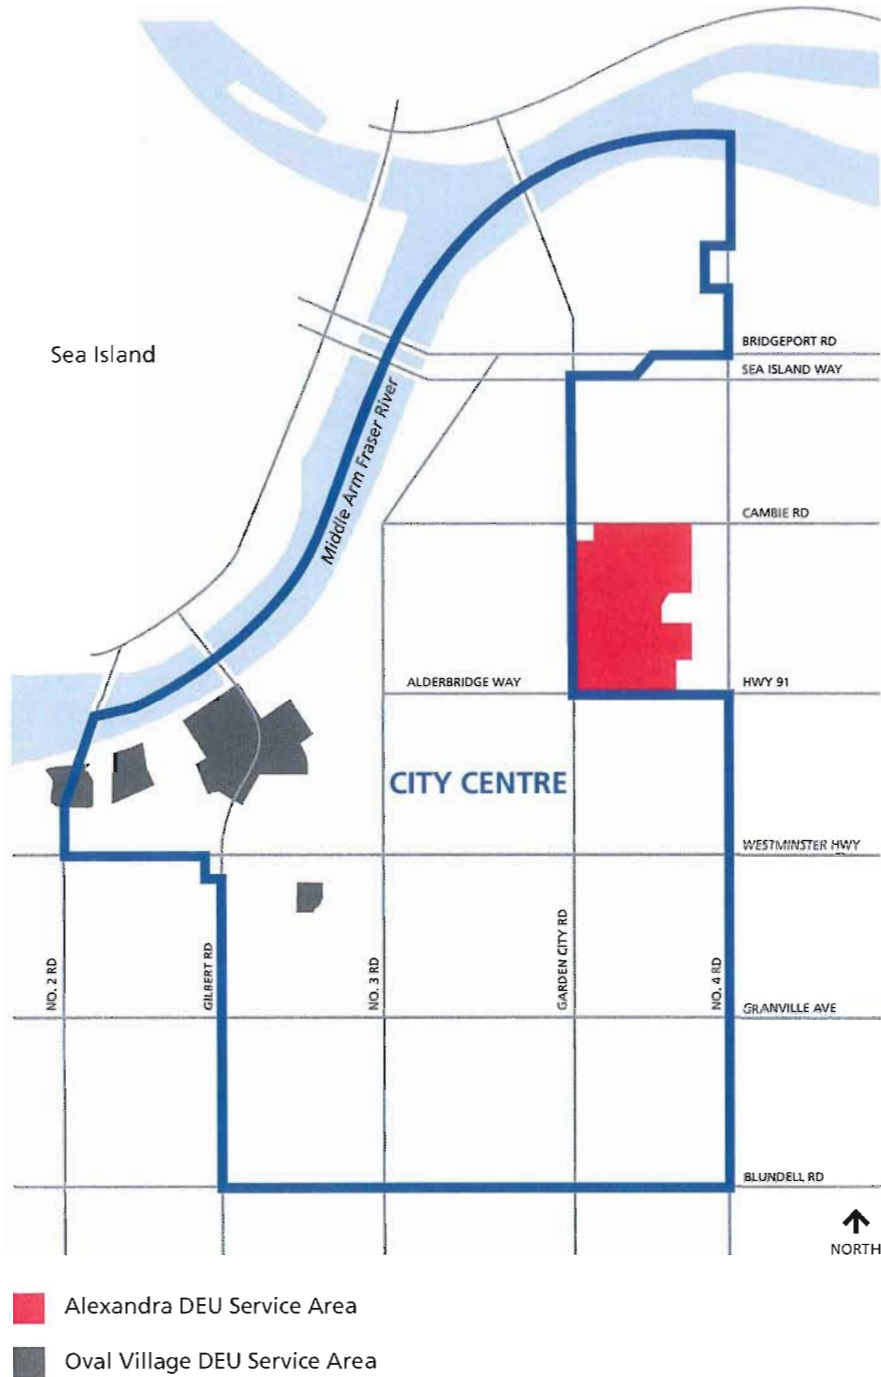 Sea Island
BRIDGEPORT RD
SEA ISLAND WAY
Middle Arm Fraser River
CAMBIE RD
ALDERBRIDGE WAY
HWY 91
CITY CENTRE
WESTMINSTER HWY
NO. 2 RD
GILBERT RD
NO. 3 RD
GARDEN CITY RD
NO. 4 RD
GRANVILLE AVE
BLUNDELL RD
NORTH
Alexandra DEU Service Area
Oval Village DEU Service Area